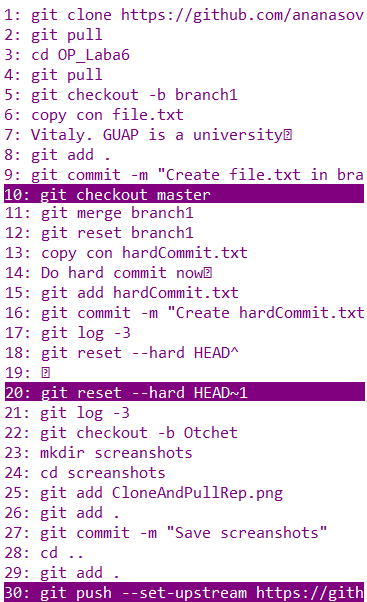 1: git clone https://github.com/ananasov
2: git pull
3: cd OP_Laba6
4: git pull
5: git checkout -b branch1
6: copy con file.txt
7: Vitaly. GUAP is a university
8: git add .
9: git commit -m "Create file.txt in bra
10: git checkout master
11: git merge branch1
12: git reset branch1
13: copy con hardCommit.txt
14: Do hard commit now
15: git add hardCommit.txt
16: git commit -m "Create hardCommit.txt
17: git log -3
18: git reset --hard HEAD^
19:
20: git reset --hard HEAD~1
21: git log -3
22: git checkout -b Otchet
23: mkdir screanshots
24: cd screanshots
25: git add CloneAndPullRep.png
26: git add .
27: git commit -m "Save screanshots"
28: cd ..
29: git add .
30: git push --set-upstream https://gith